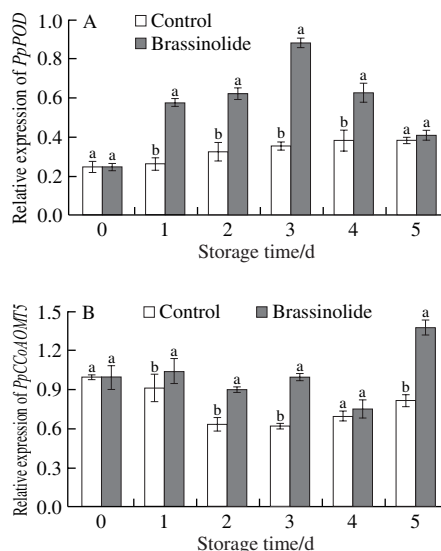 A
Control
Brassinolide
Relative expression of PpPOD
1.0
0.8
0.6
0.4
0.2
0.0
a a b a b a b a b a a a
0 1 2 3 4 5
Storage time/d
B
Control Brassinolide
Relative expression of PpCCoAOMT5
1.5
1.2
0.9
0.6
0.3
0.0
a a b a b a b a a a b a
0 1 2 3 4 5
Storage time/d